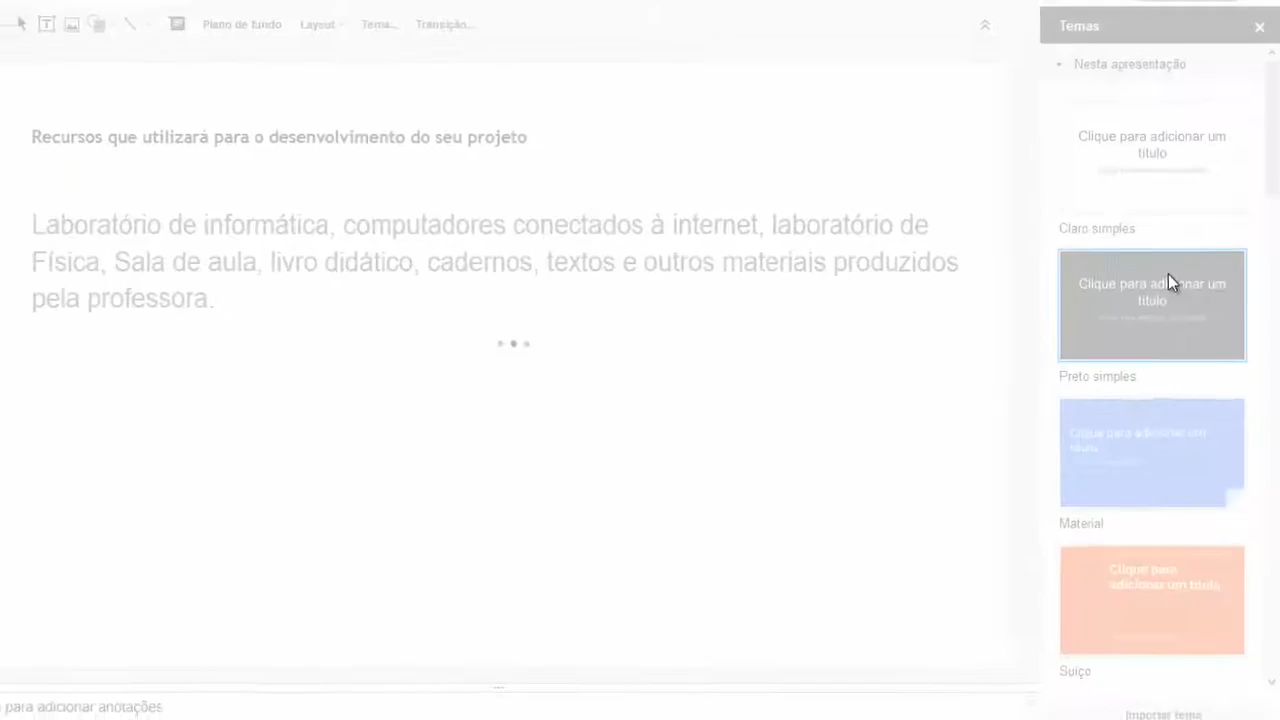 Plano de fundo Layout Tema... Transição...
Temas
Nesta apresentação
Recursos que utilizará para o desenvolvimento do seu projeto
Laboratório de informática, computadores conectados à internet, laboratório de
Física, Sala de aula, livro didático, cadernos, textos e outros materiais produzidos
pela professora.
Clique para adicionar um
título
Claro simples
Clique para adicionar um
título
Preto simples
Clique para adicionar um
título
Material
Clique para
adicionar um título
Suíço
Importar tema
para adicionar anotações